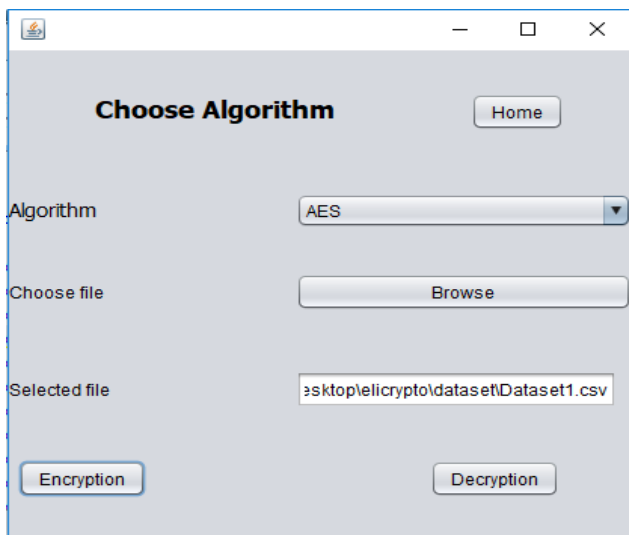 Choose Algorithm
Home
Algorithm
AES
Choose file
Browse
Selected file
esktop\elicrypto\dataset\Dataset1.csv
Encryption
Decryption